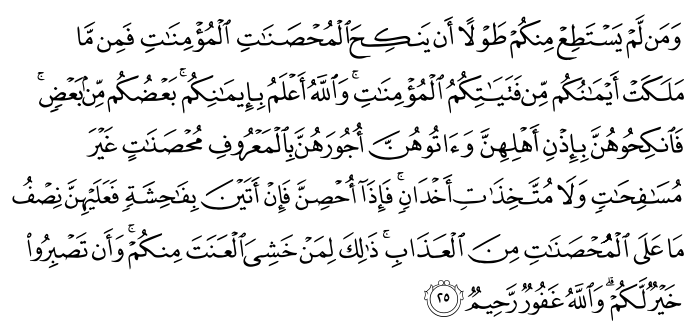 وَمَن لَّمْ يَسْتَطِعْ مِنكُمْ طَوْلًا أَن يَنكِحَ ٱلْمُحْصَنَـٰتِ ٱلْمُؤْمِنَـٰتِ فَمِن مَّا
مَلَكَتْ أَيْمَـٰنُكُم مِّن فَتَيَـٰتِكُمُ ٱلْمُؤْمِنَـٰتِ ۚ وَٱللَّهُ أَعْلَمُ بِإِيمَـٰنِكُم ۚ بَعْضُكُم مِّنۢ بَعْضٍ ۚ
فَٱنكِحُوهُنَّ بِإِذْنِ أَهْلِهِنَّ وَءَاتُوهُنَّ أُجُورَهُنَّ بِٱلْمَعْرُوفِ مُحْصَنَـٰتٍ غَيْرَ
مُسَـٰفِحَـٰتٍ وَلَا مُتَّخِذَٰتِ أَخْدَانٍ ۚ فَإِذَآ أُحْصِنَّ فَإِنْ أَتَيْنَ بِفَـٰحِشَةٍ فَعَلَيْهِنَّ نِصْفُ
مَا عَلَى ٱلْمُحْصَنَـٰتِ مِنَ ٱلْعَذَابِ ۚ ذَٰلِكَ لِمَنْ خَشِىَ ٱلْعَنَتَ مِنكُمْ ۚ وَأَن تَصْبِرُوا۟
خَيْرٌ لَّكُمْ ۗ وَٱللَّهُ غَفُورٌ رَّحِيمٌ ٢٥